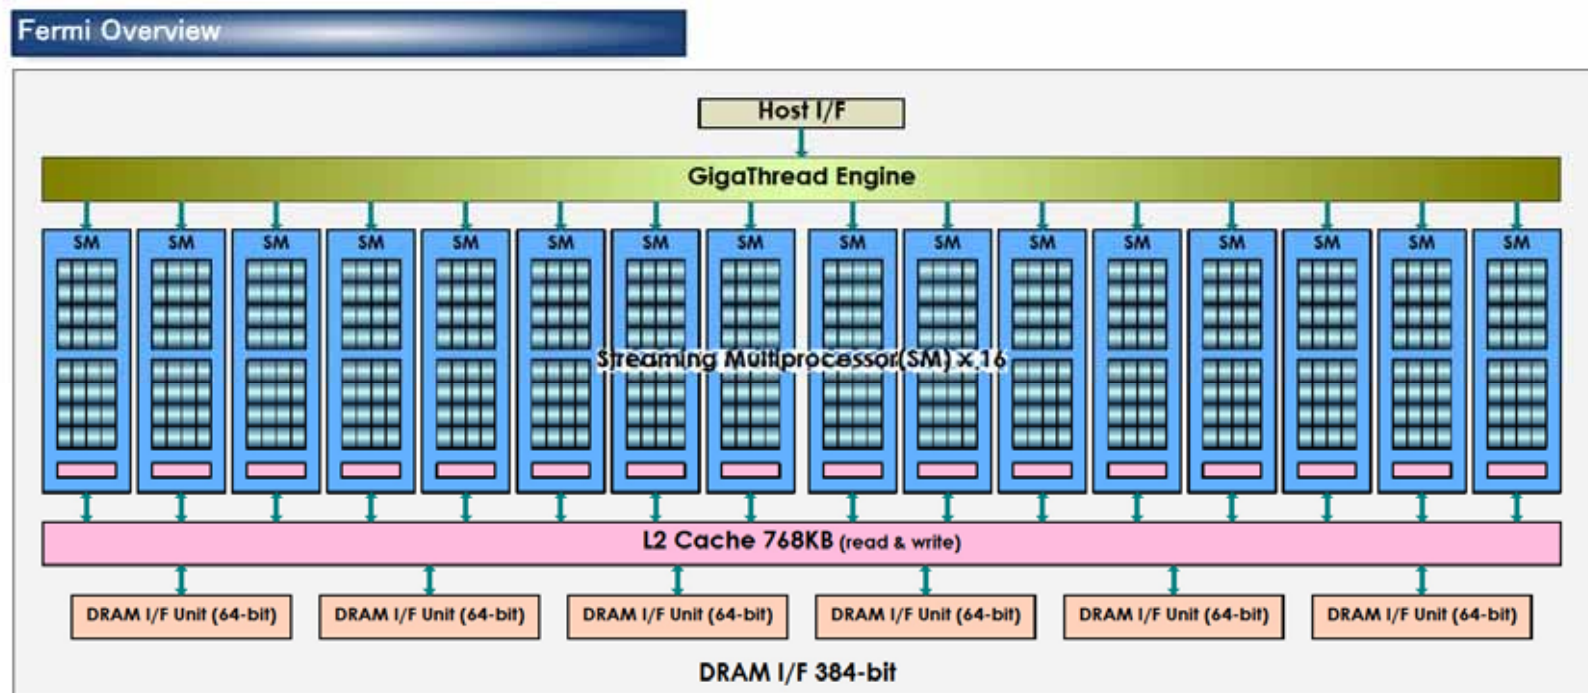 Fermi Overview
Host I/F
GigaThread Engine
SM SM SM SM SM SM SM SM SM SM SM SM SM SM SM SM
Streaming Multiprocessor(SM) x 16
L2 Cache 768KB (read & write)
DRAM I/F Unit (64-bit) DRAM I/F Unit (64-bit) DRAM I/F Unit (64-bit) DRAM I/F Unit (64-bit) DRAM I/F Unit (64-bit) DRAM I/F Unit (64-bit)
DRAM I/F 384-bit